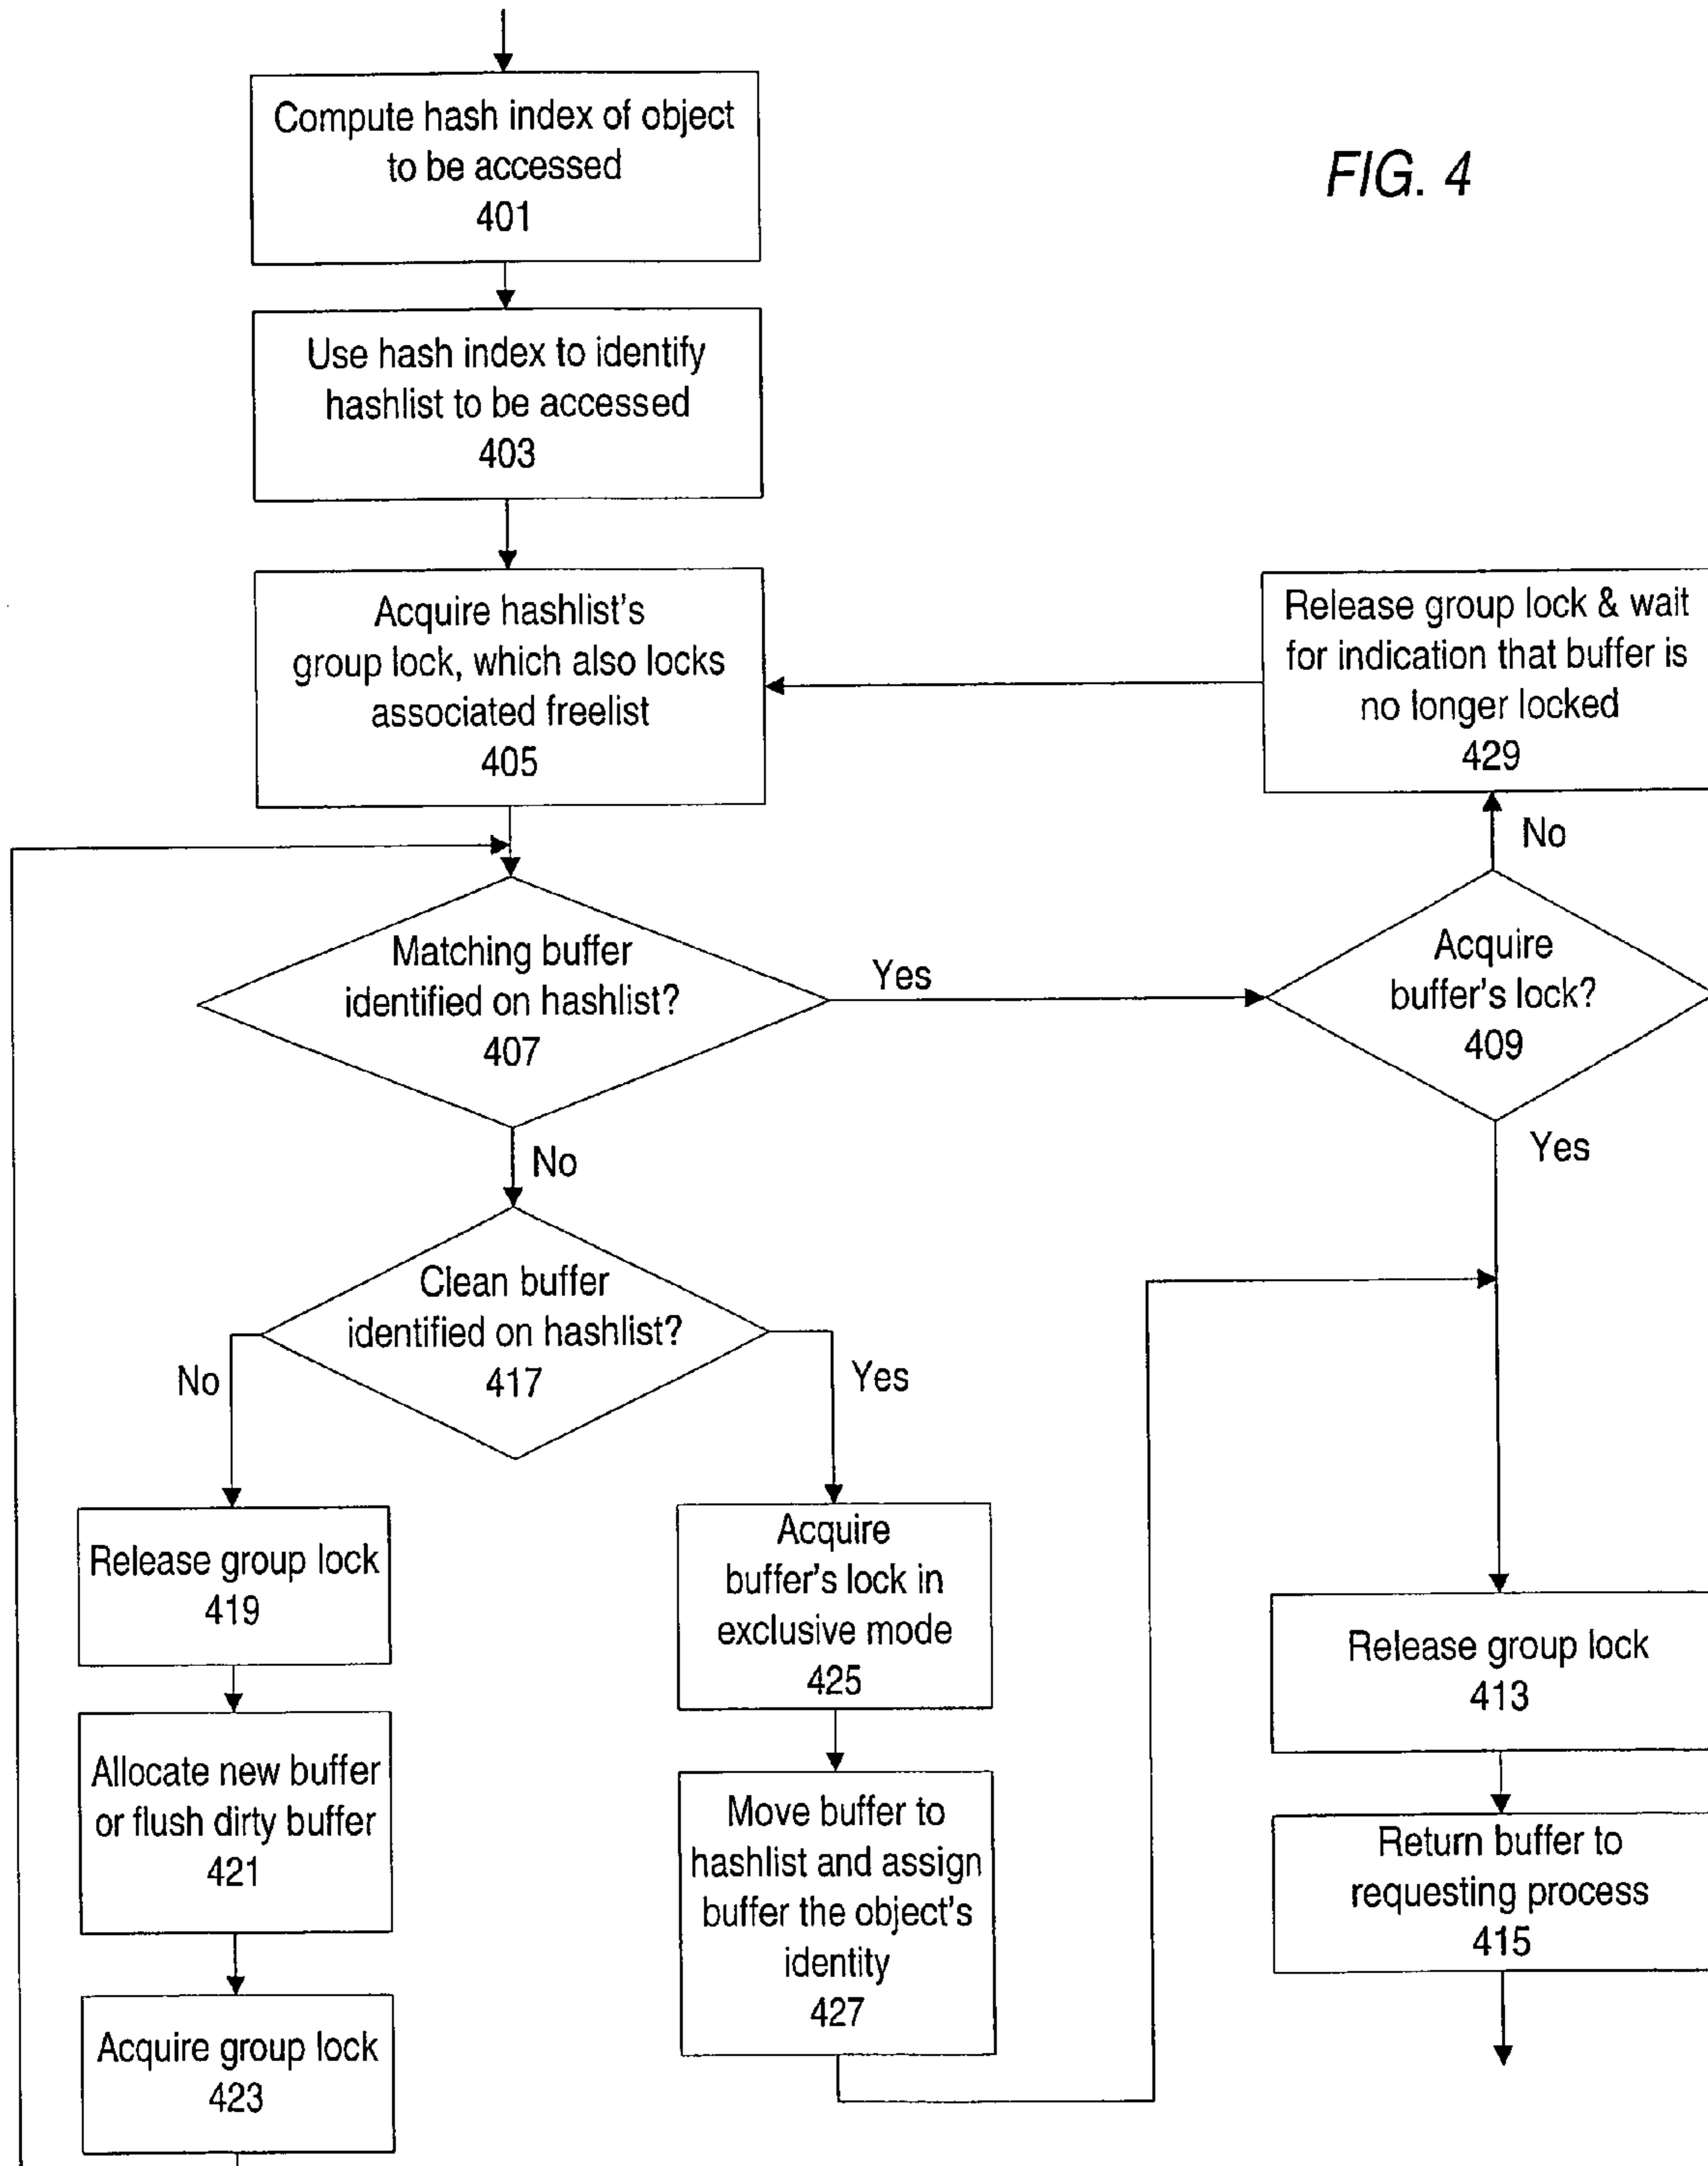 FIG. 4
Compute hash index of object
to be accessed
401
Use hash index to identify
hashlist to be accessed
403
Acquire hashlist's
group lock, which also locks
associated freelist
405
Release group lock & wait
for indication that buffer is
no longer locked
429
No
Matching buffer
identified on hashlist?
407
Yes
Acquire
buffer's lock?
409
Yes
No
Clean buffer
identified on hashlist?
417
No
Yes
Release group lock
419
Allocate new buffer
or flush dirty buffer
421
Acquire group lock
423
Acquire
buffer's lock in
exclusive mode
425
Move buffer to
hashlist and assign
buffer the object's
identity
427
Release group lock
413
Return buffer to
requesting process
415